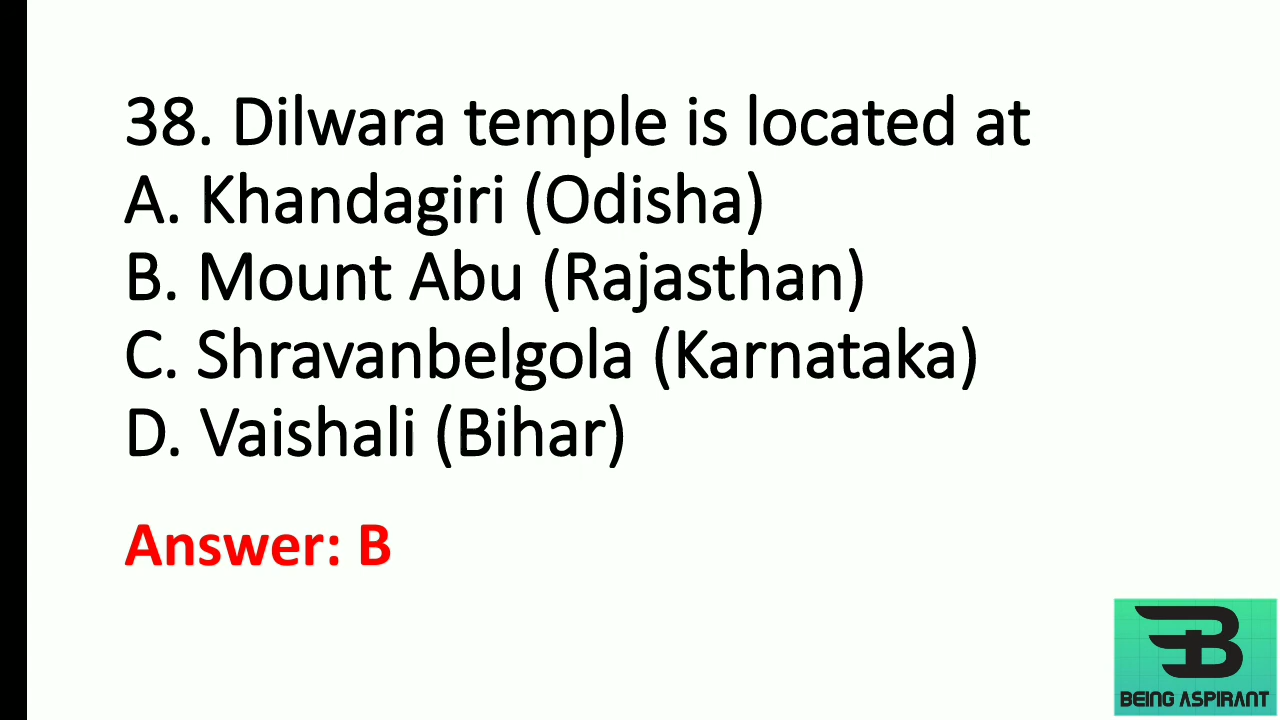 38. Dilwara temple is located at
A. Khandagiri (Odisha)
B. Mount Abu (Rajasthan)
C. Shravanbelgola (Karnataka)
D. Vaishali (Bihar)
Answer: B
BEING ASPIRANT